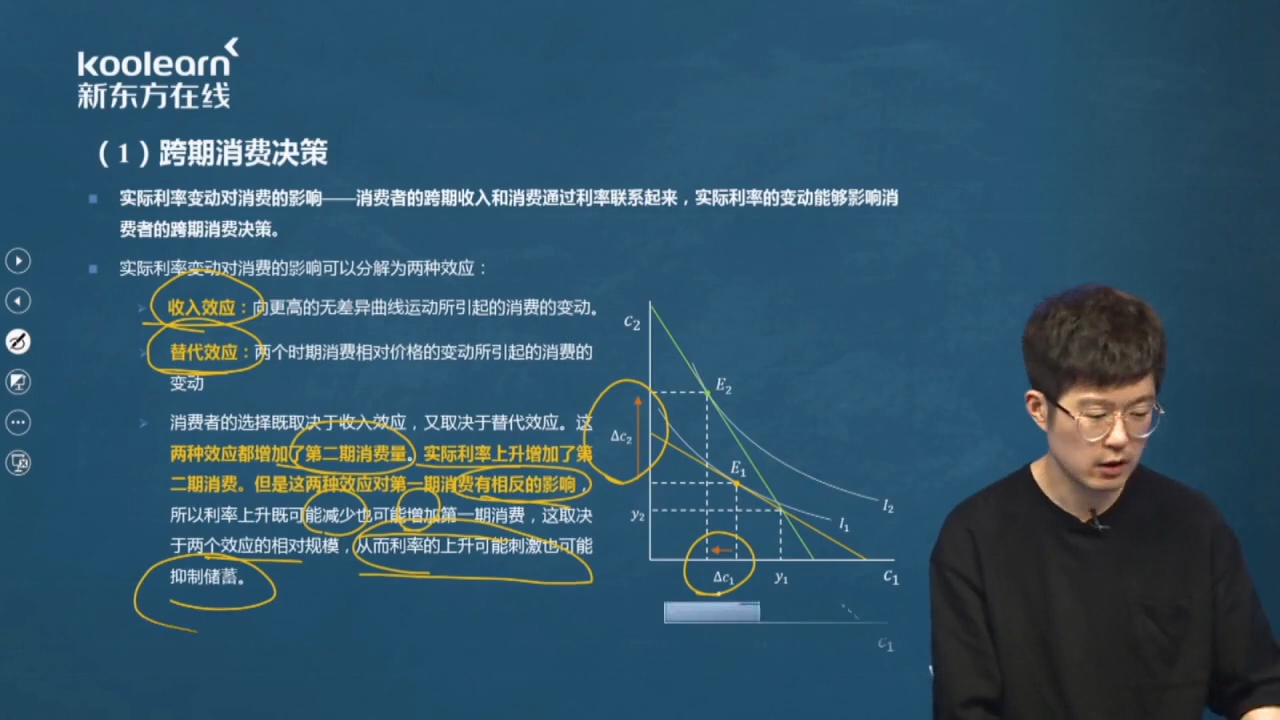 koolearn
新东方在线
（1）跨期消费决策
实际利率变动对消费的影响——消费者的跨期收入和消费通过利率联系起来，实际利率的变动能够影响消
费者的跨期消费决策。
实际利率变动对消费的影响可以分解为两种效应：
收入效应：向更高的无差异曲线运动所引起的消费的变动。
替代效应：两个时期消费相对价格的变动所引起的消费的
变动
消费者的选择既取决于收入效应，又取决于替代效应。这
两种效应都增加了第二期消费量。实际利率上升增加了第
二期消费。但是这两种效应对第一期消费有相反的影响，
所以利率上升既可能减少也可能增加第一期消费，这取决
于两个效应的相对规模，从而利率的上升可能刺激也可能
抑制储蓄。
c₂
E₂
Δc₂
E₁
I₂
y₂
I₁
Δc₁
y₁
c₁
c₁